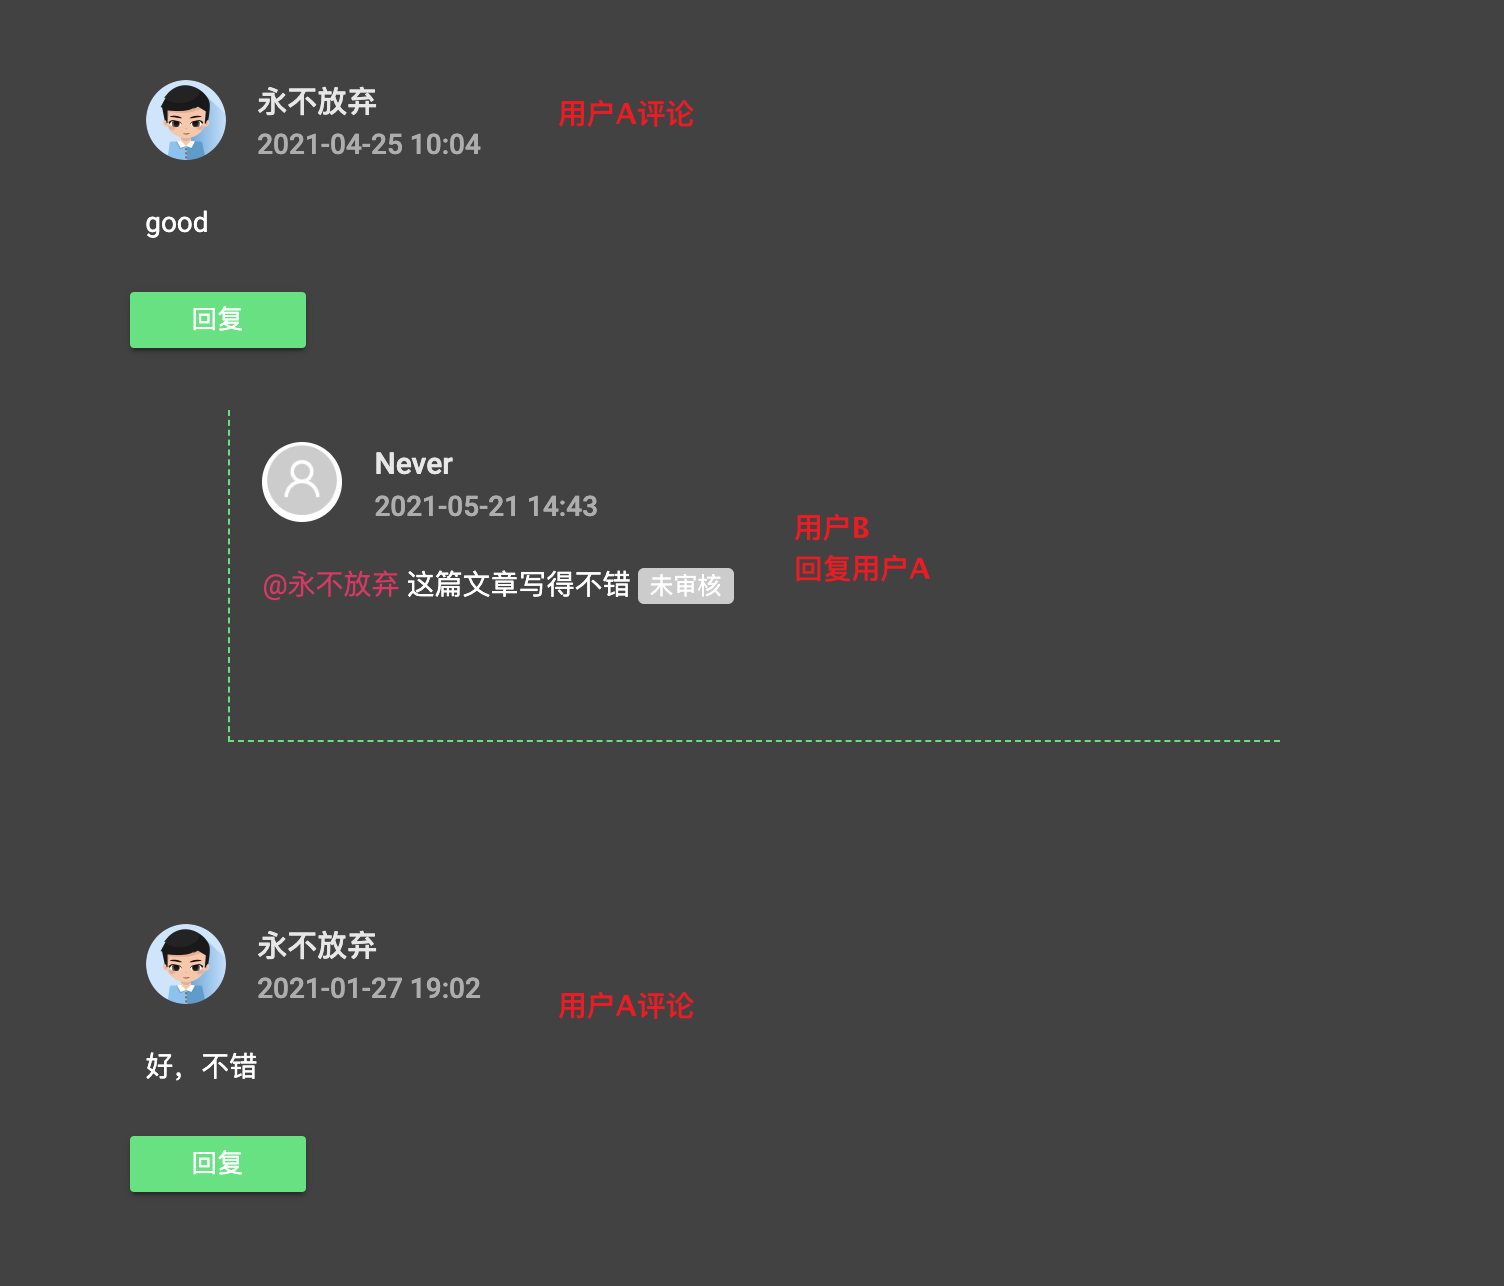 永不放弃
用户A评论
2021-04-25 10:04
good
回复
Never
2021-05-21 14:43
用户B
回复用户A
@永不放弃 这篇文章写得不错 未审核
永不放弃
2021-01-27 19:02
用户A评论
好，不错
回复